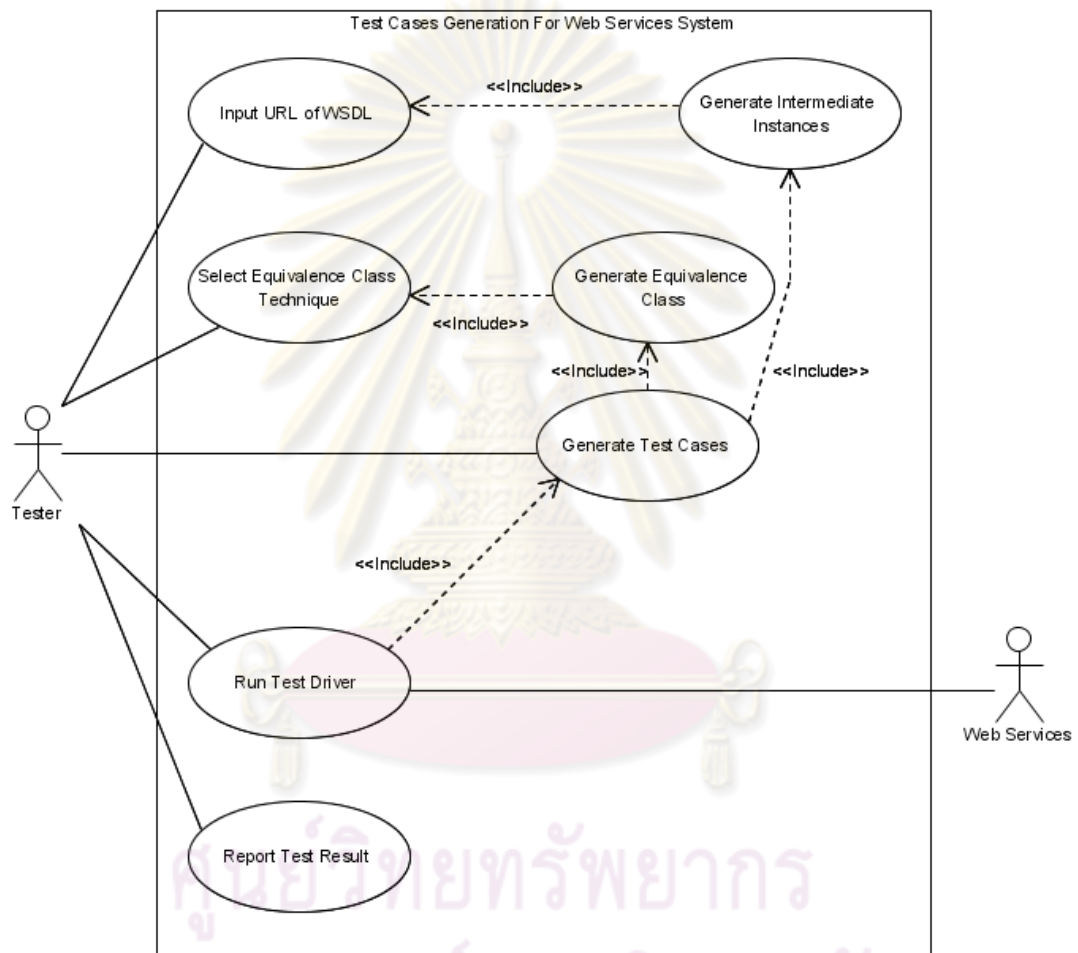 Test Cases Generation For Web Services System
<<Include>>
Input URL of WSDL
Generate Intermediate
Instances
Select Equivalence Class
Technique
Generate Equivalence
Class
<<Include>>
<<Include>>
<<Include>>
Generate Test Cases
Tester
<<Include>>
Run Test Driver
Web Services
Report Test Result
ศูนย์วิทยทรัพยากร